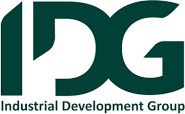 IDG
Industrial Development Group